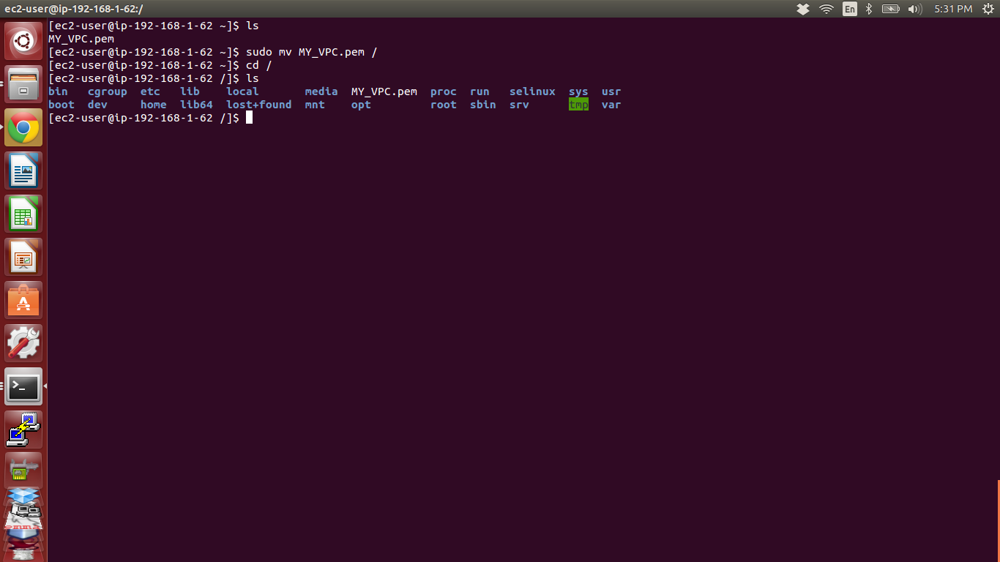 ec2-user@ip-192-168-1-62:/
En
5:31 PM
[ec2-user@ip-192-168-1-62 ~]$ ls
MY_VPC.pem
[ec2-user@ip-192-168-1-62 ~]$ sudo mv MY_VPC.pem /
[ec2-user@ip-192-168-1-62 ~]$ cd /
[ec2-user@ip-192-168-1-62 /]$ ls
bin cgroup etc lib local media MY_VPC.pem proc run selinux sys usr
boot dev home lib64 lost+found mnt opt root sbin srv tmp var
[ec2-user@ip-192-168-1-62 /]$